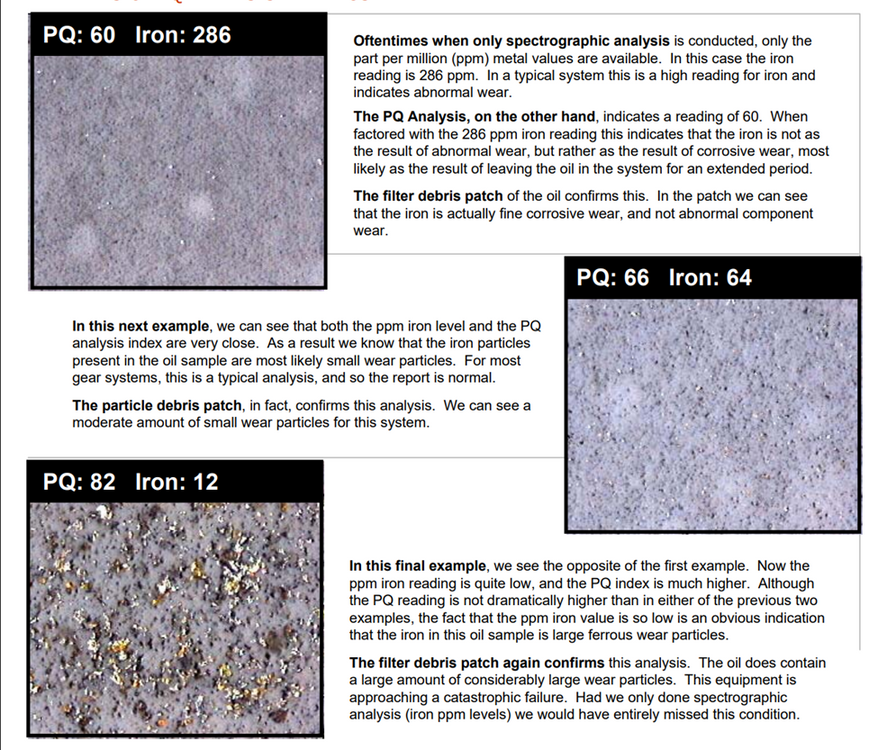 PQ: 60 Iron: 286
Oftentimes when only spectrographic analysis is conducted, only the
part per million (ppm) metal values are available. In this case the iron
reading is 286 ppm. In a typical system this is a high reading for iron and
indicates abnormal wear.
The PQ Analysis, on the other hand, indicates a reading of 60. When
factored with the 286 ppm iron reading this indicates that the iron is not as
the result of abnormal wear, but rather as the result of corrosive wear, most
likely as the result of leaving the oil in the system for an extended period.
The filter debris patch of the oil confirms this. In the patch we can see
that the iron is actually fine corrosive wear, and not abnormal component
wear.
PQ: 66 Iron: 64
In this next example, we can see that both the ppm iron level and the PQ
analysis index are very close. As a result we know that the iron particles
present in the oil sample are most likely small wear particles. For most
gear systems, this is a typical analysis, and so the report is normal.
The particle debris patch, in fact, confirms this analysis. We can see a
moderate amount of small wear particles for this system.
PQ: 82 Iron: 12
In this final example, we see the opposite of the first example. Now the
ppm iron reading is quite low, and the PQ index is much higher. Although
the PQ reading is not dramatically higher than in either of the previous two
examples, the fact that the ppm iron value is so low is an obvious indication
that the iron in this oil sample is large ferrous wear particles.
The filter debris patch again confirms this analysis. The oil does contain
a large amount of considerably large wear particles. This equipment is
approaching a catastrophic failure. Had we only done spectrographic
analysis (iron ppm levels) we would have entirely missed this condition.